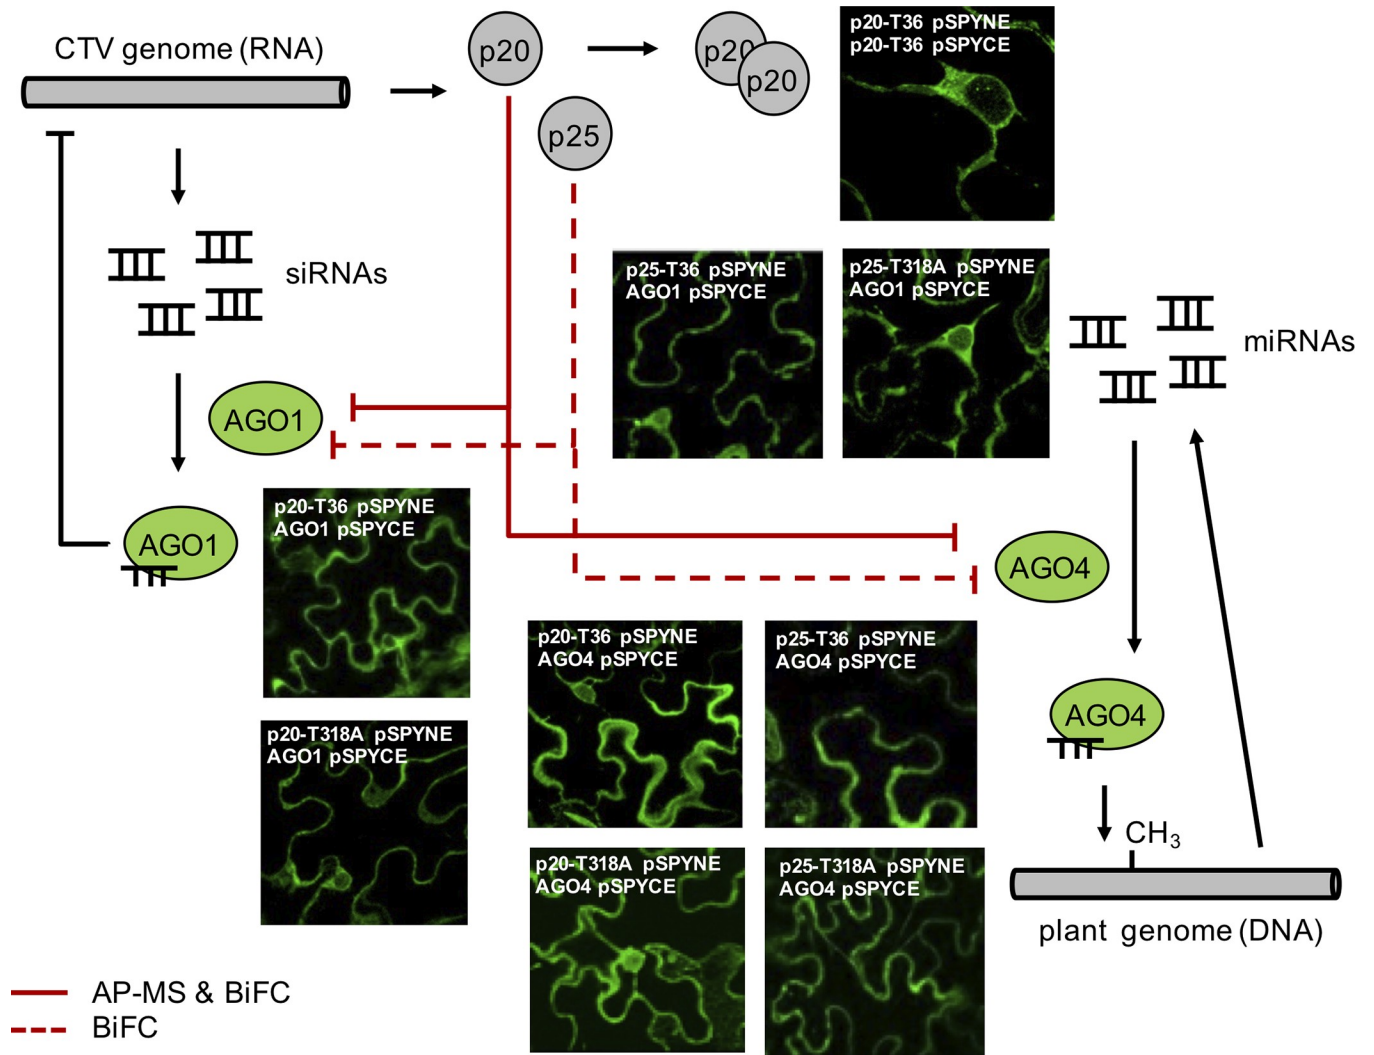 CTV genome (RNA)
p20
p20
p20
p25
p20-T36 pSPYNE
p20-T36 pSPYCE
siRNAs
p25-T36 pSPYNE
AGO1 pSPYCE
p25-T318A pSPYNE
AGO1 pSPYCE
miRNAs
AGO1
AGO1
p20-T36 pSPYNE
AGO1 pSPYCE
AGO4
p20-T36 pSPYNE
AGO4 pSPYCE
p25-T36 pSPYNE
AGO4 pSPYCE
AGO4
p20-T318A pSPYNE
AGO1 pSPYCE
CH₃
p20-T318A pSPYNE
AGO4 pSPYCE
p25-T318A pSPYNE
AGO4 pSPYCE
plant genome (DNA)
AP-MS & BiFC
BiFC